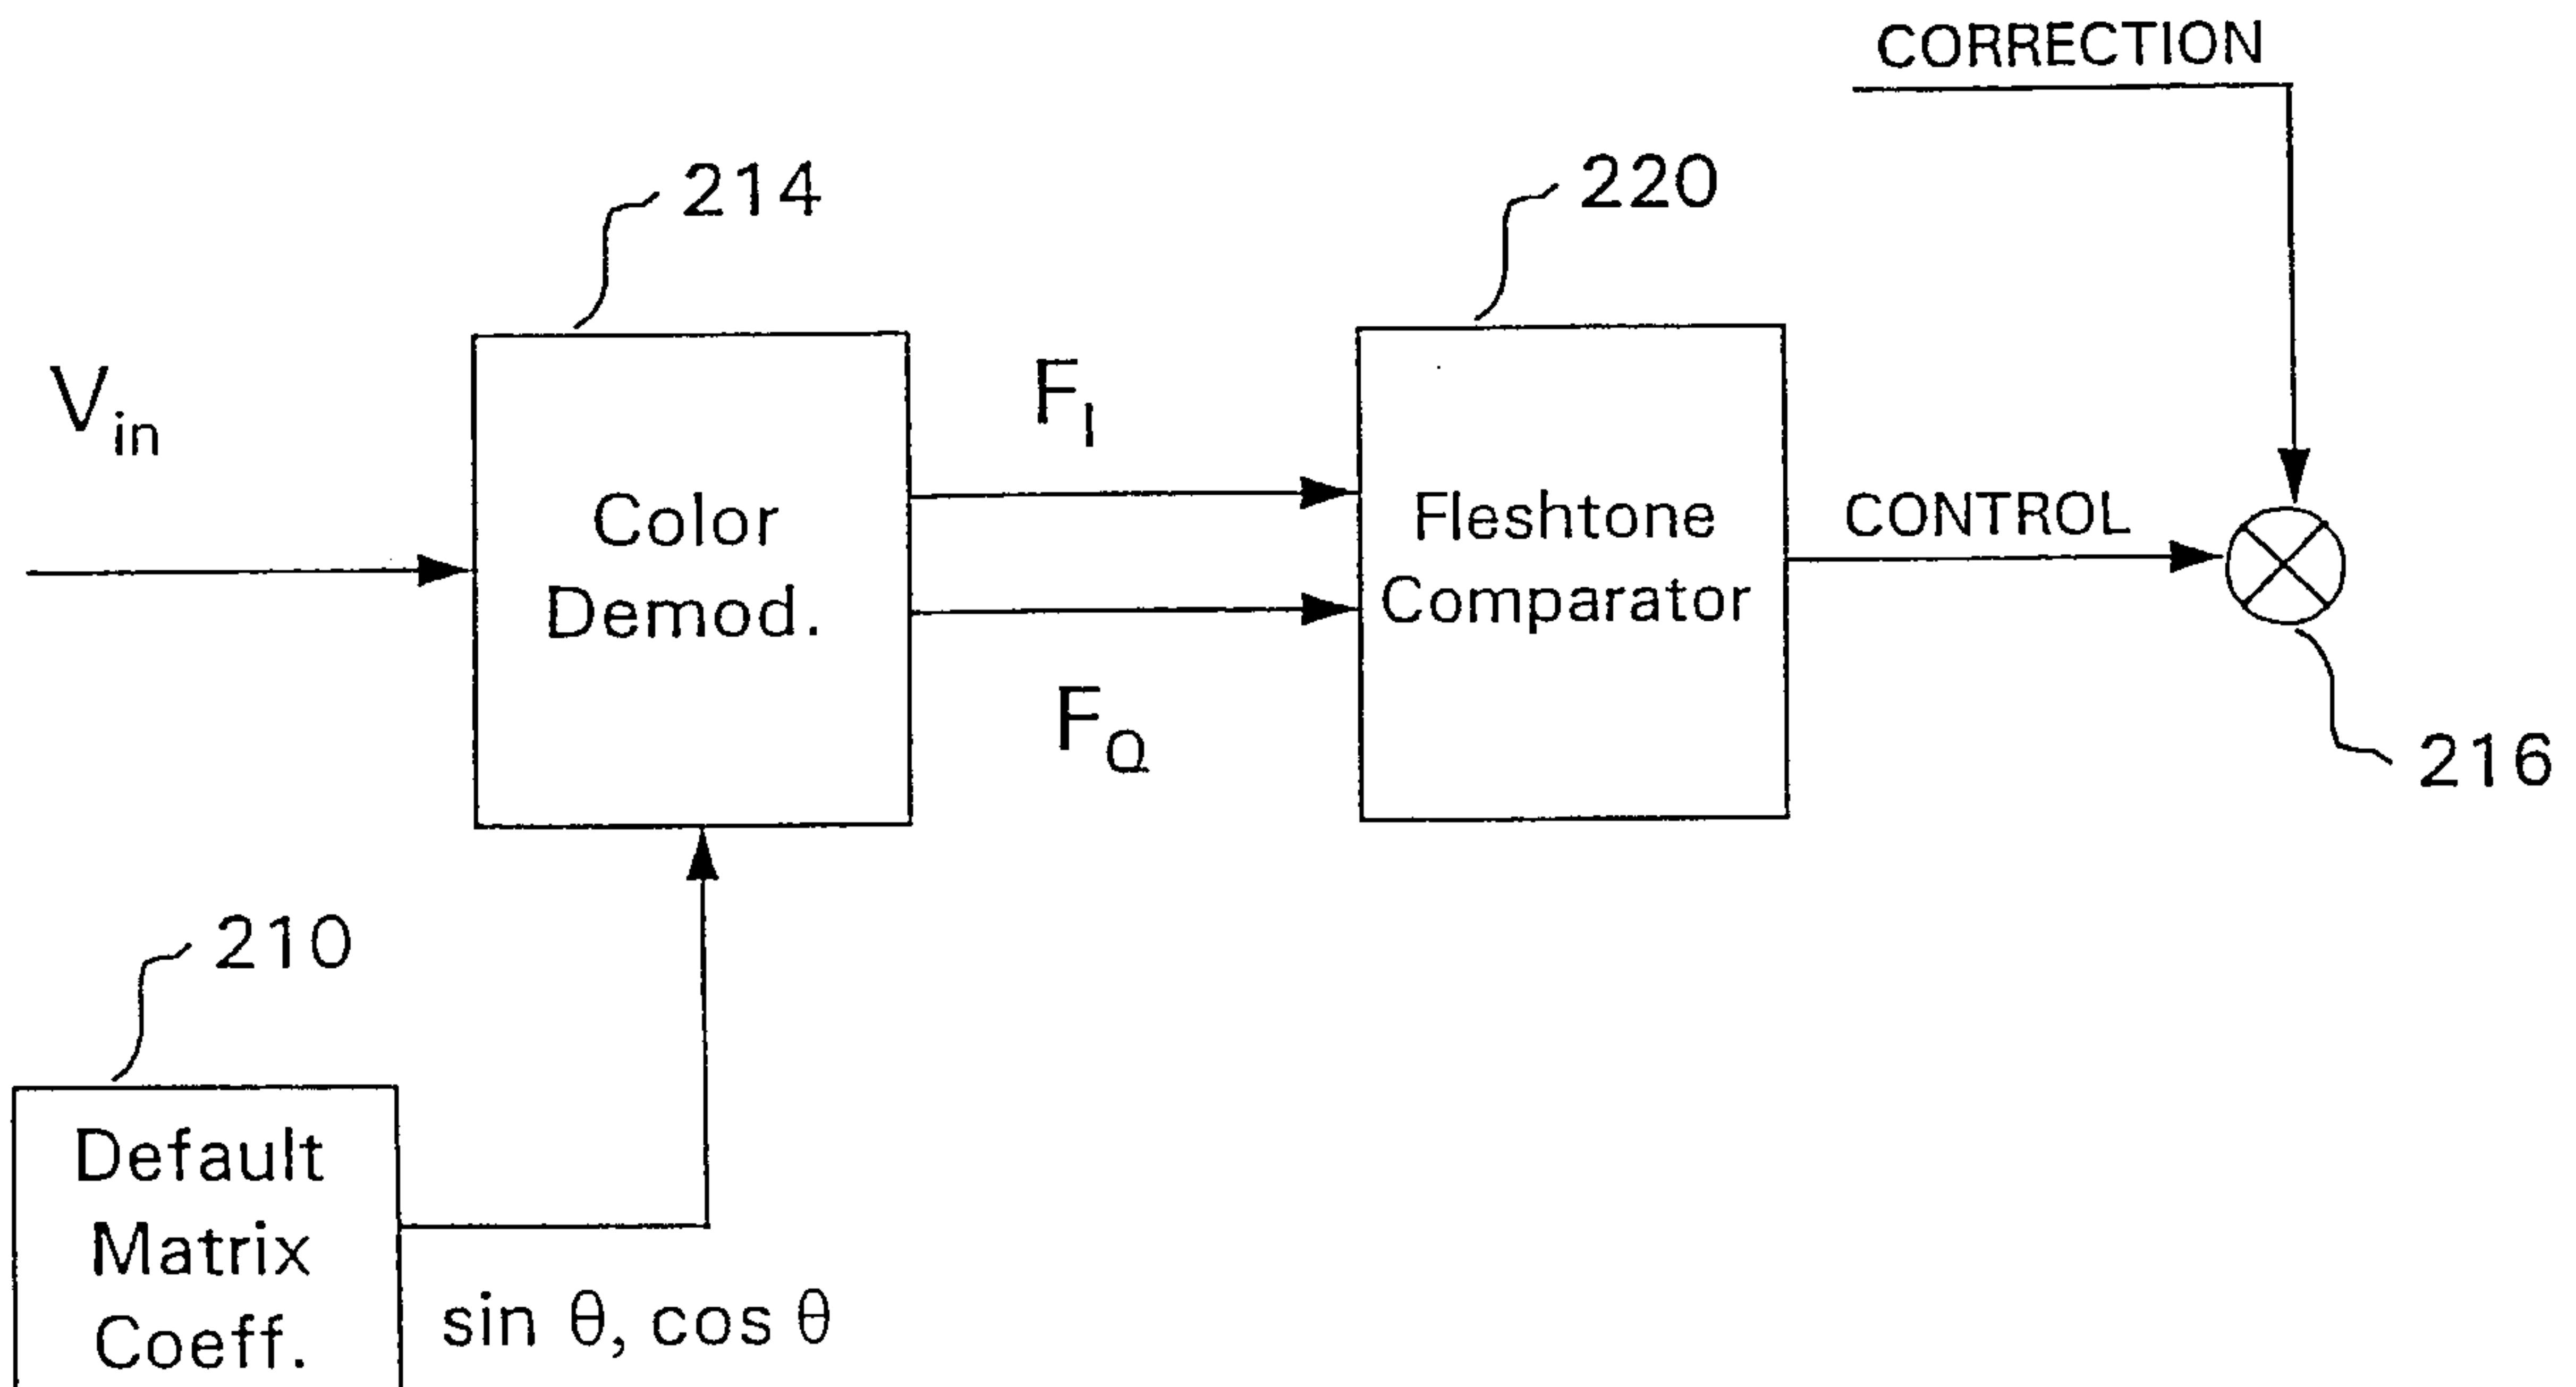 CORRECTION
214
220
V_in
F_I
Color
Demod.
Fleshtone
Comparator
CONTROL
F_Q
216
210
Default
Matrix
Coeff.
sin θ, cos θ